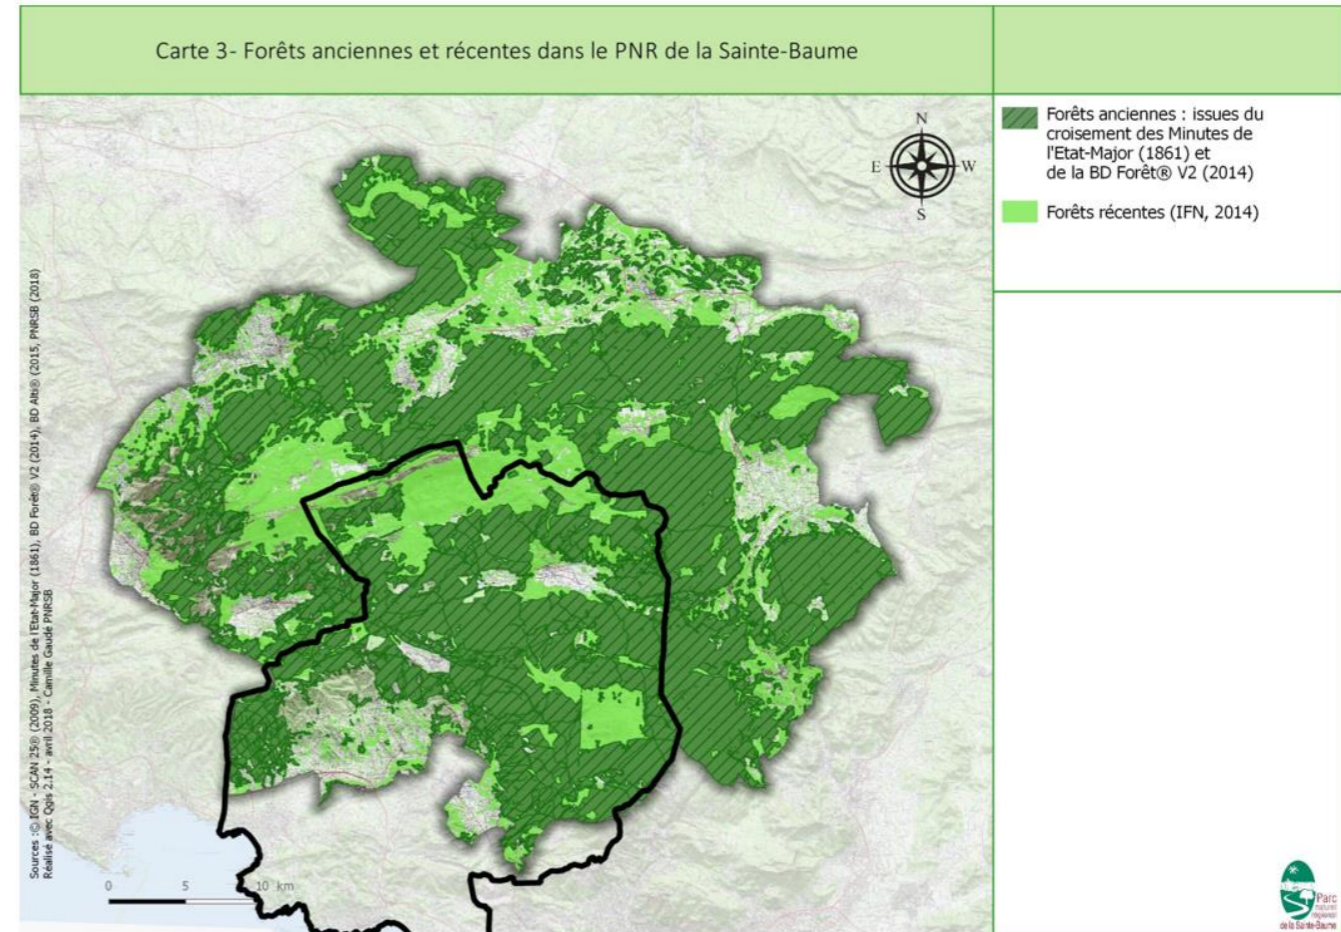 Carte 3- Forêts anciennes et récentes dans le PNR de la Sainte-Baume
Forêts anciennes : issues du
croisement des Minutes de
l'Etat-Major (1861) et
de la BD Forêt® V2 (2014)
Forêts récentes (IFN, 2014)
N
E
W
S
Sources : © IGN - SCAN 25® (2009), Minutes de l'Etat-Major (1861), BD Forêt® V2 (2014), BD Alti® (2015, PNRSB (2018)
Réalisé avec Qgis 2.14 - avril 2018 - Camille Gaudé PNRSB
0 5 10 km
Parc
naturel
régional
de la Sainte-Baume